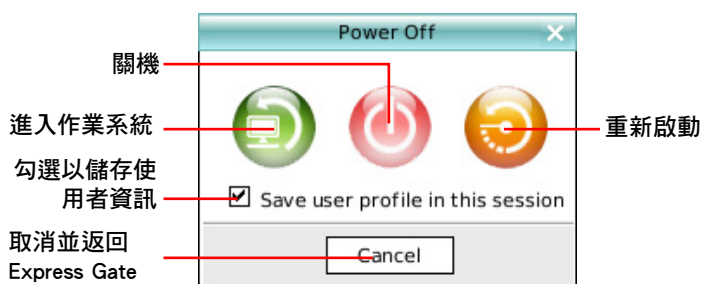 Power Off
關機
進入作業系統
重新啟動
勾選以儲存使
用者資訊
Save user profile in this session
取消並返回
Express Gate
Cancel